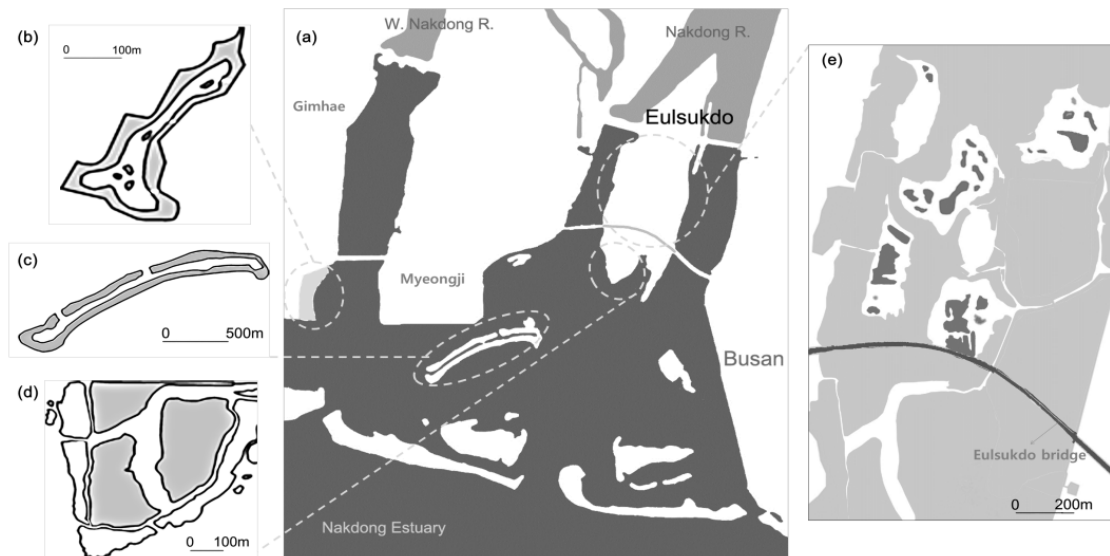 (b)
0 100m
(c)
0 500m
(d)
0 100m
(a)
W. Nakdong R.
Nakdong R.
Gimhae
Eulsukdo
Myeongji
Busan
Nakdong Estuary
(e)
Eulsukdo bridge
0 200m